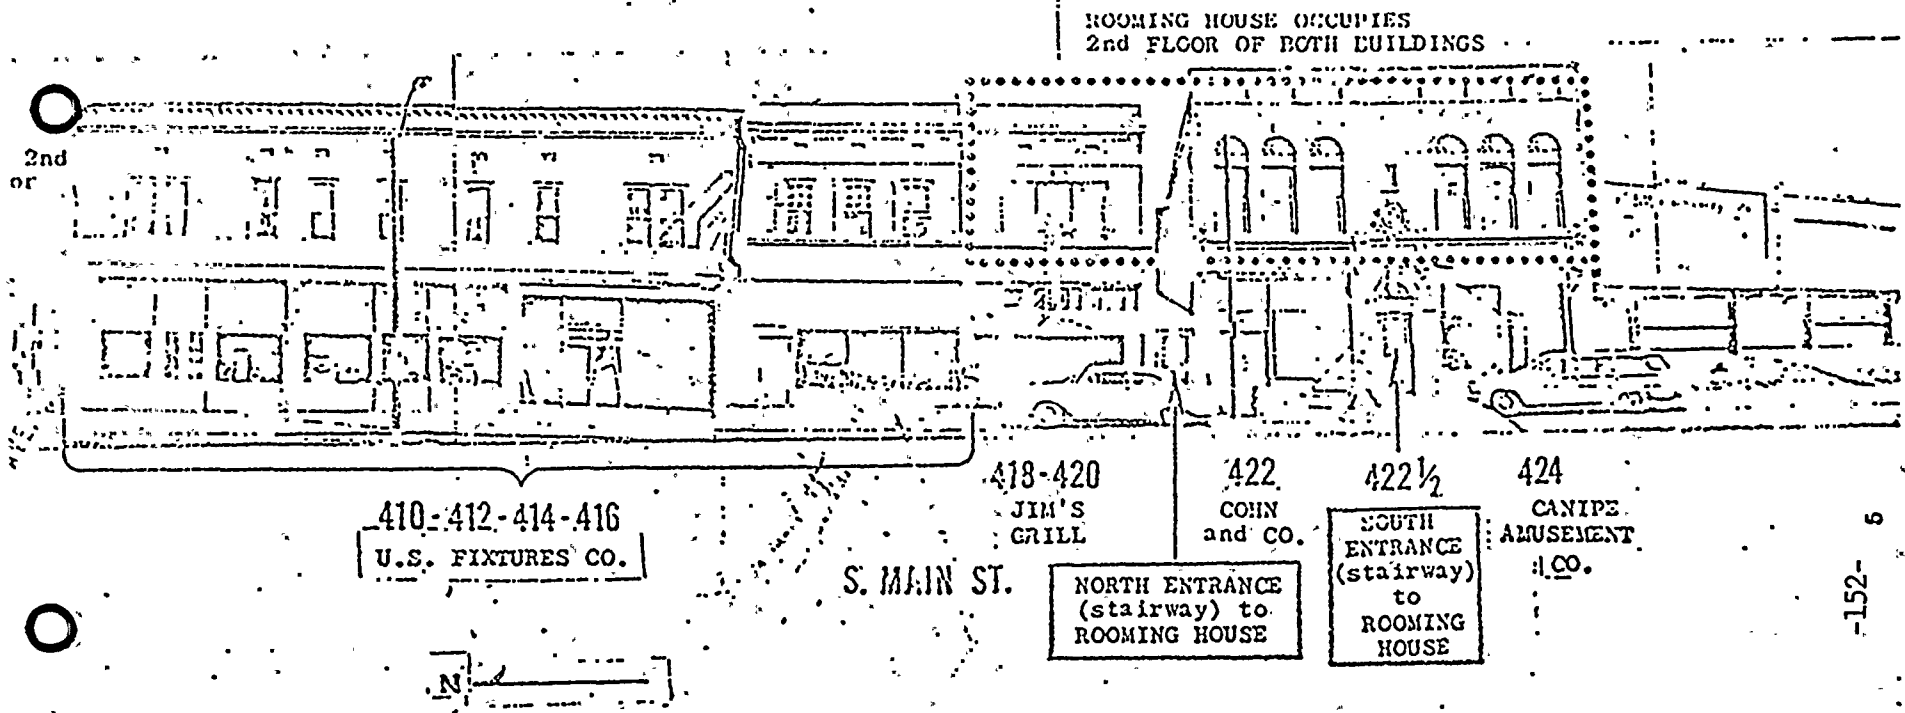 ROOMING HOUSE OCCUPIES
2nd FLOOR OF BOTH BUILDINGS
2nd
or
410-412-414-416
U.S. FIXTURES CO.
418-420
JIM'S
GRILL
422
COHN
and CO.
422½
SOUTH
ENTRANCE
(stairway)
to
ROOMING
HOUSE
424
CANIPE
AMUSEMENT
CO.
S. MAIN ST.
NORTH ENTRANCE
(stairway) to
ROOMING HOUSE
N
-152-
5